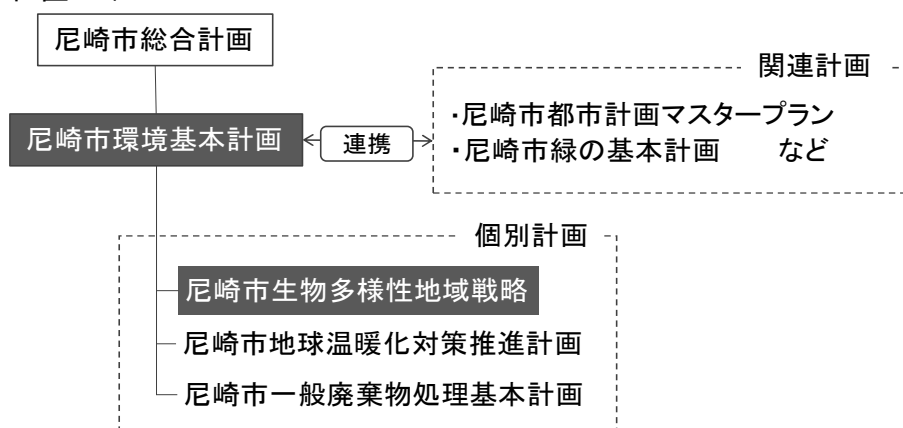 尼崎市総合計画
関連計画
尼崎市環境基本計画
連携
・尼崎市都市計画マスタープラン
・尼崎市緑の基本計画　　など
個別計画
尼崎市生物多様性地域戦略
尼崎市地球温暖化対策推進計画
尼崎市一般廃棄物処理基本計画